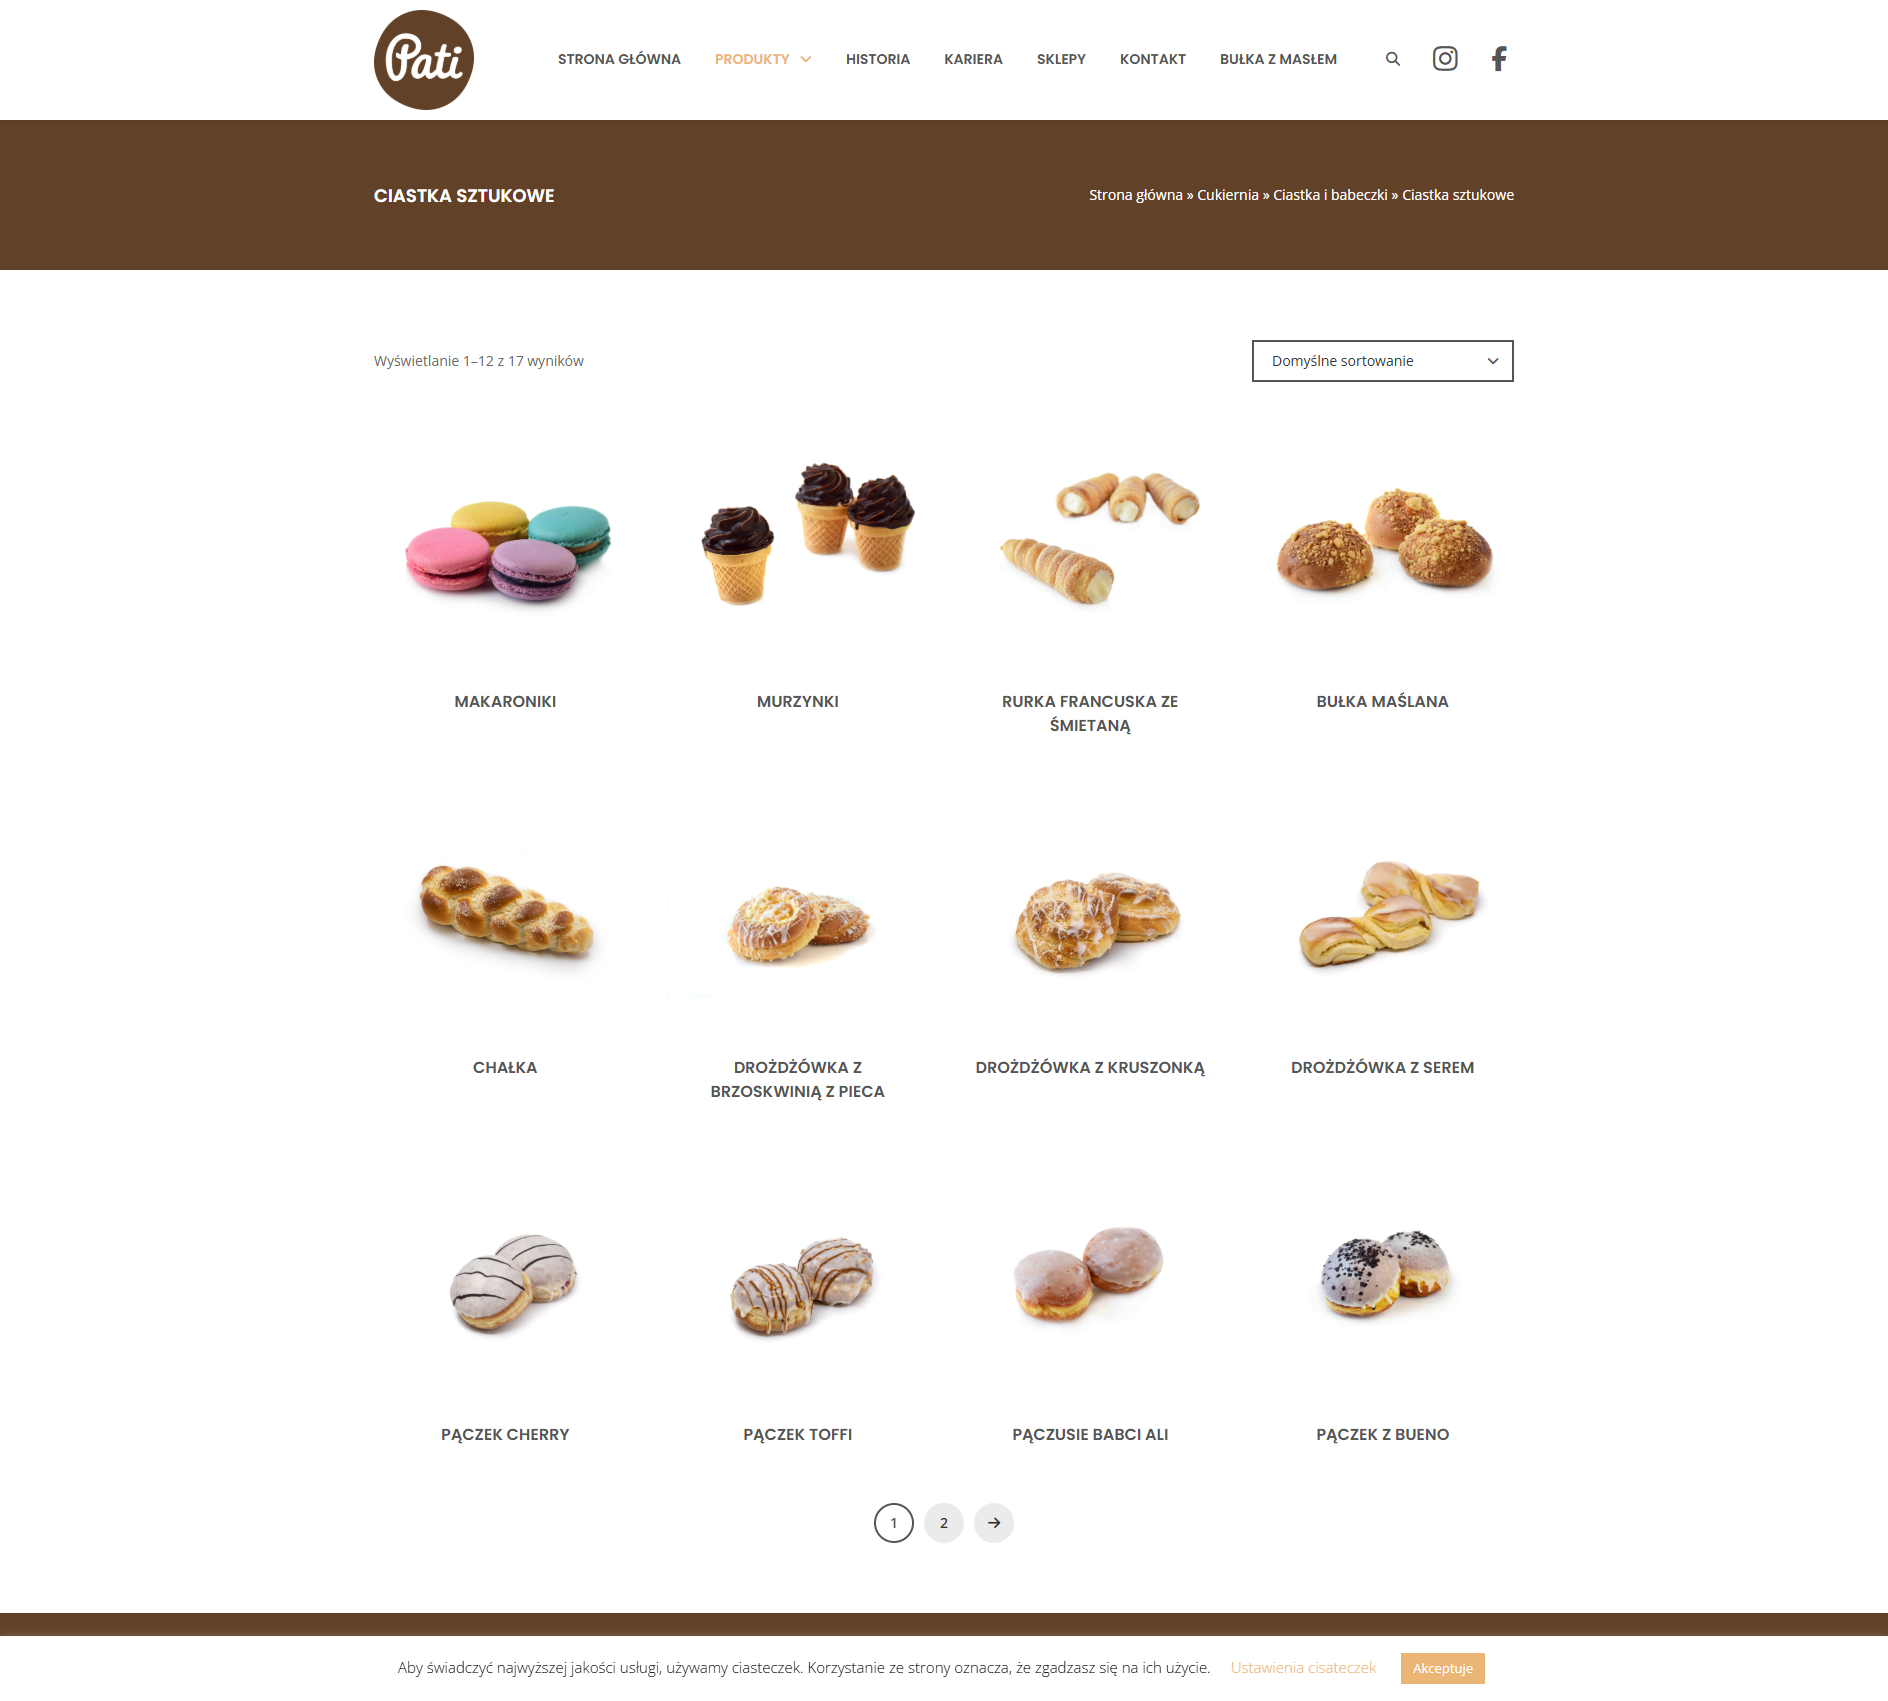 Pati
STRONA GŁÓWNA PRODUKTY HISTORIA KARIERA SKLEPY KONTAKT BUŁKA Z MASŁEM
CIASTKA SZTUKOWE
Strona główna » Cukiernia » Ciastka i babeczki » Ciastka sztukowe
Wyświetlanie 1–12 z 17 wyników
Domyślne sortowanie
MAKARONIKI
MURZYNKI
RURKA FRANCUSKA ZE
ŚMIETANĄ
BUŁKA MAŚLANA
CHAŁKA
DROŻDŻÓWKA Z
BRZOSKWINIĄ Z PIECA
DROŻDŻÓWKA Z KRUSZONKĄ
DROŻDŻÓWKA Z SEREM
PĄCZEK CHERRY
PĄCZEK TOFFI
PĄCZUSIE BABCI ALI
PĄCZEK Z BUENO
1 2
Aby świadczyć najwyższej jakości usługi, używamy ciasteczek. Korzystanie ze strony oznacza, że zgadzasz się na ich użycie. Ustawienia cisateczek Akceptuje